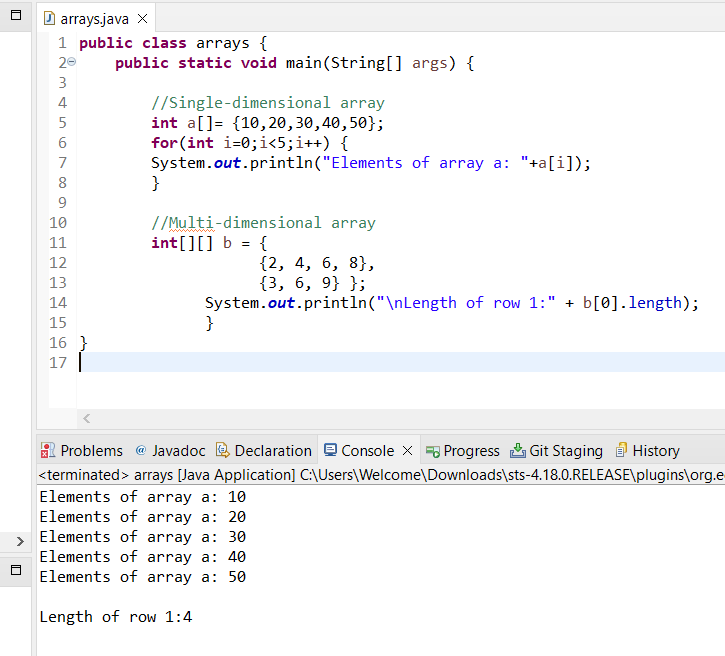 arrays.java
1 public class arrays {
2     public static void main(String[] args) {
3
4         //Single-dimensional array
5         int a[]= {10,20,30,40,50};
6         for(int i=0;i<5;i++) {
7         System.out.println("Elements of array a: "+a[i]);
8         }
9
10         //Multi-dimensional array
11         int[][] b = {
12                     {2, 4, 6, 8},
13                     {3, 6, 9} };
14               System.out.println("\nLength of row 1:" + b[0].length);
15               }
16 }
17
Problems @ Javadoc Declaration Console Progress Git Staging History
<terminated> arrays [Java Application] C:\Users\Welcome\Downloads\sts-4.18.0.RELEASE\plugins\org.e
Elements of array a: 10
Elements of array a: 20
Elements of array a: 30
Elements of array a: 40
Elements of array a: 50

Length of row 1:4